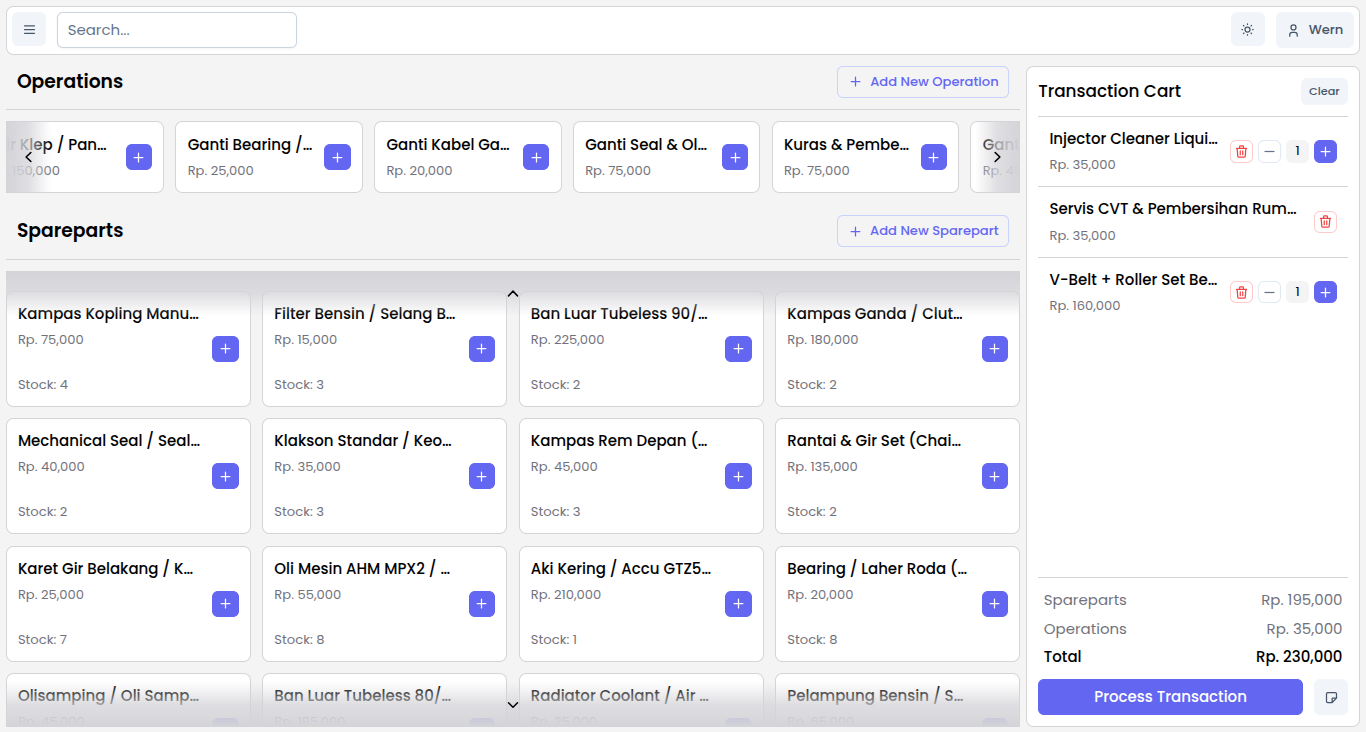 Search...
Wern
Operations
Add New Operation
r Klep / Pan...
150,000
Ganti Bearing /...
Rp. 25,000
Ganti Kabel Ga...
Rp. 20,000
Ganti Seal & Ol...
Rp. 75,000
Kuras & Pembe...
Rp. 75,000
Rp. 4
Spareparts
Add New Sparepart
Kampas Kopling Manu...
Rp. 75,000
Stock: 4
Filter Bensin / Selang B...
Rp. 15,000
Stock: 3
Ban Luar Tubeless 90/...
Rp. 225,000
Stock: 2
Kampas Ganda / Clut...
Rp. 180,000
Stock: 2
Mechanical Seal / Seal...
Rp. 40,000
Stock: 2
Klakson Standar / Keo...
Rp. 35,000
Stock: 3
Kampas Rem Depan (...
Rp. 45,000
Stock: 3
Rantai & Gir Set (Chai...
Rp. 135,000
Stock: 2
Karet Gir Belakang / K...
Rp. 25,000
Stock: 7
Oli Mesin AHM MPX2 / ...
Rp. 55,000
Stock: 8
Aki Kering / Accu GTZ5...
Rp. 210,000
Stock: 1
Bearing / Laher Roda (...
Rp. 20,000
Stock: 8
Olisamping / Oli Samp...
Ban Luar Tubeless 80/...
Radiator Coolant / Air ...
Pelampung Bensin / S...
Transaction Cart
Clear
Injector Cleaner Liqui...
Rp. 35,000
1
Servis CVT & Pembersihan Rum...
Rp. 35,000
V-Belt + Roller Set Be...
Rp. 160,000
1
Spareparts Rp. 195,000
Operations Rp. 35,000
Total Rp. 230,000
Process Transaction